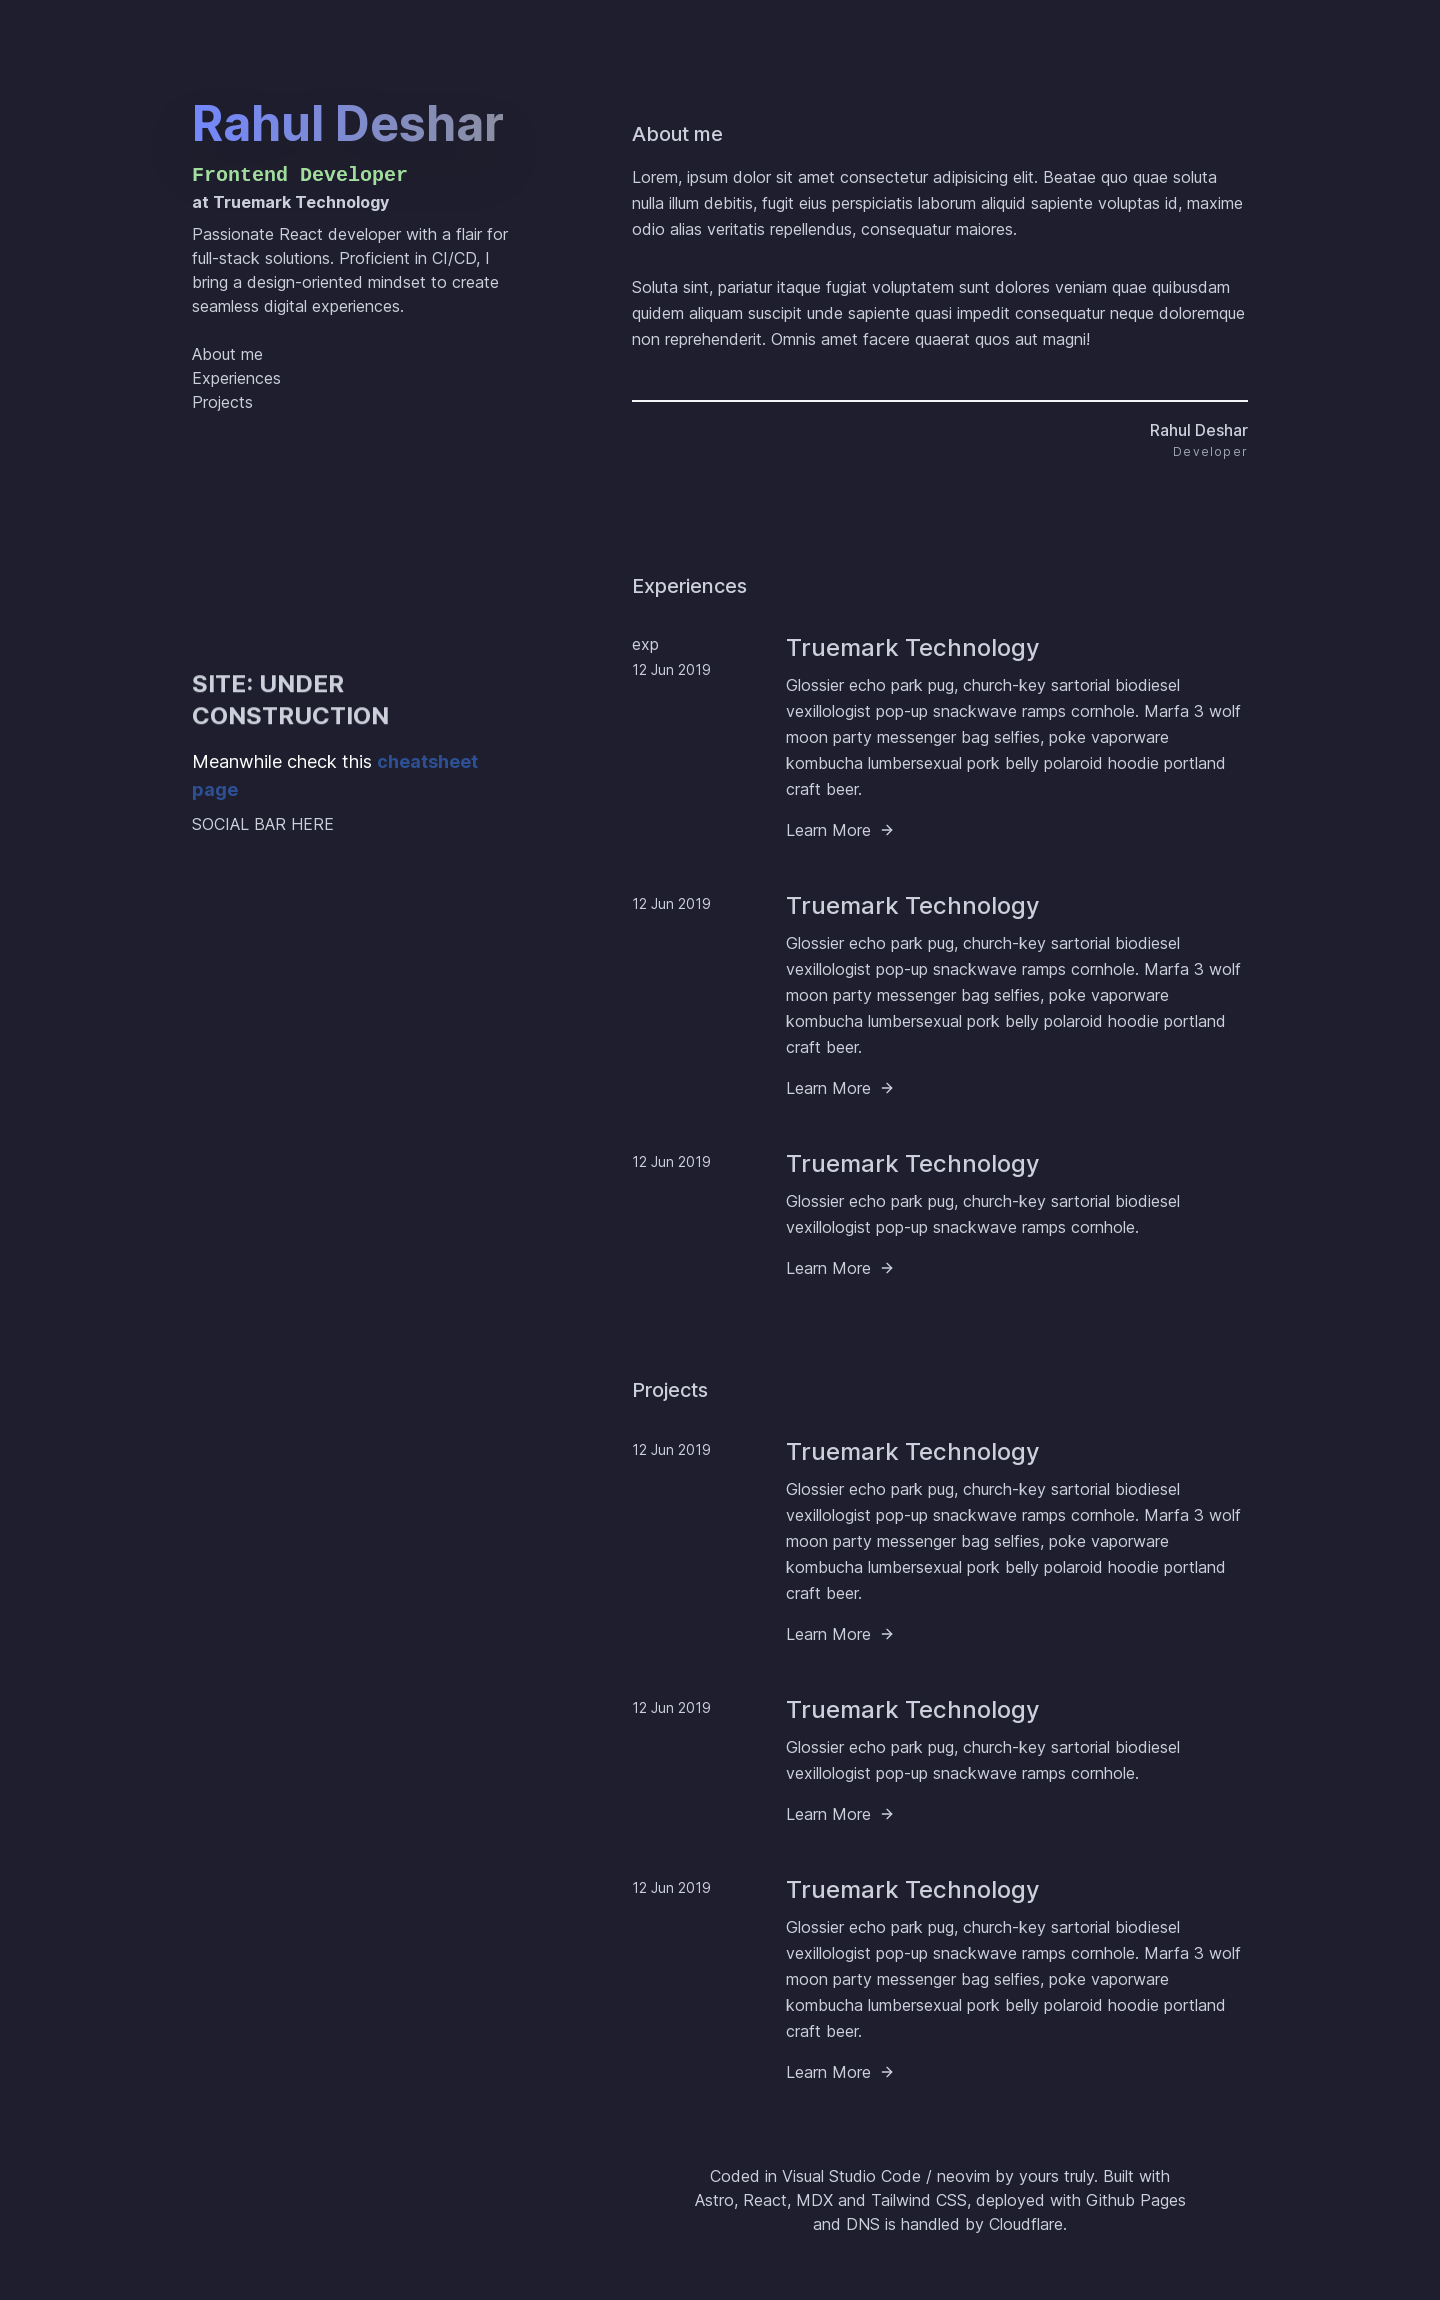 Rahul Deshar
Frontend Developer
at Truemark Technology
Passionate React developer with a flair for
full-stack solutions. Proficient in CI/CD, I
bring a design-oriented mindset to create
seamless digital experiences.
About me
Experiences
Projects
SITE: UNDER
CONSTRUCTION
Meanwhile check this cheatsheet
page
SOCIAL BAR HERE
About me
Lorem, ipsum dolor sit amet consectetur adipisicing elit. Beatae quo quae soluta
nulla illum debitis, fugit eius perspiciatis laborum aliquid sapiente voluptas id, maxime
odio alias veritatis repellendus, consequatur maiores.
Soluta sint, pariatur itaque fugiat voluptatem sunt dolores veniam quae quibusdam
quidem aliquam suscipit unde sapiente quasi impedit consequatur neque doloremque
non reprehenderit. Omnis amet facere quaerat quos aut magni!
Rahul Deshar
Developer
Experiences
exp
12 Jun 2019
Truemark Technology
Glossier echo park pug, church-key sartorial biodiesel
vexillologist pop-up snackwave ramps cornhole. Marfa 3 wolf
moon party messenger bag selfies, poke vaporware
kombucha lumbersexual pork belly polaroid hoodie portland
craft beer.
Learn More →
12 Jun 2019
Truemark Technology
Glossier echo park pug, church-key sartorial biodiesel
vexillologist pop-up snackwave ramps cornhole. Marfa 3 wolf
moon party messenger bag selfies, poke vaporware
kombucha lumbersexual pork belly polaroid hoodie portland
craft beer.
Learn More →
12 Jun 2019
Truemark Technology
Glossier echo park pug, church-key sartorial biodiesel
vexillologist pop-up snackwave ramps cornhole.
Learn More →
Projects
12 Jun 2019
Truemark Technology
Glossier echo park pug, church-key sartorial biodiesel
vexillologist pop-up snackwave ramps cornhole. Marfa 3 wolf
moon party messenger bag selfies, poke vaporware
kombucha lumbersexual pork belly polaroid hoodie portland
craft beer.
Learn More →
12 Jun 2019
Truemark Technology
Glossier echo park pug, church-key sartorial biodiesel
vexillologist pop-up snackwave ramps cornhole.
Learn More →
12 Jun 2019
Truemark Technology
Glossier echo park pug, church-key sartorial biodiesel
vexillologist pop-up snackwave ramps cornhole. Marfa 3 wolf
moon party messenger bag selfies, poke vaporware
kombucha lumbersexual pork belly polaroid hoodie portland
craft beer.
Learn More →
Coded in Visual Studio Code / neovim by yours truly. Built with
Astro, React, MDX and Tailwind CSS, deployed with Github Pages
and DNS is handled by Cloudflare.